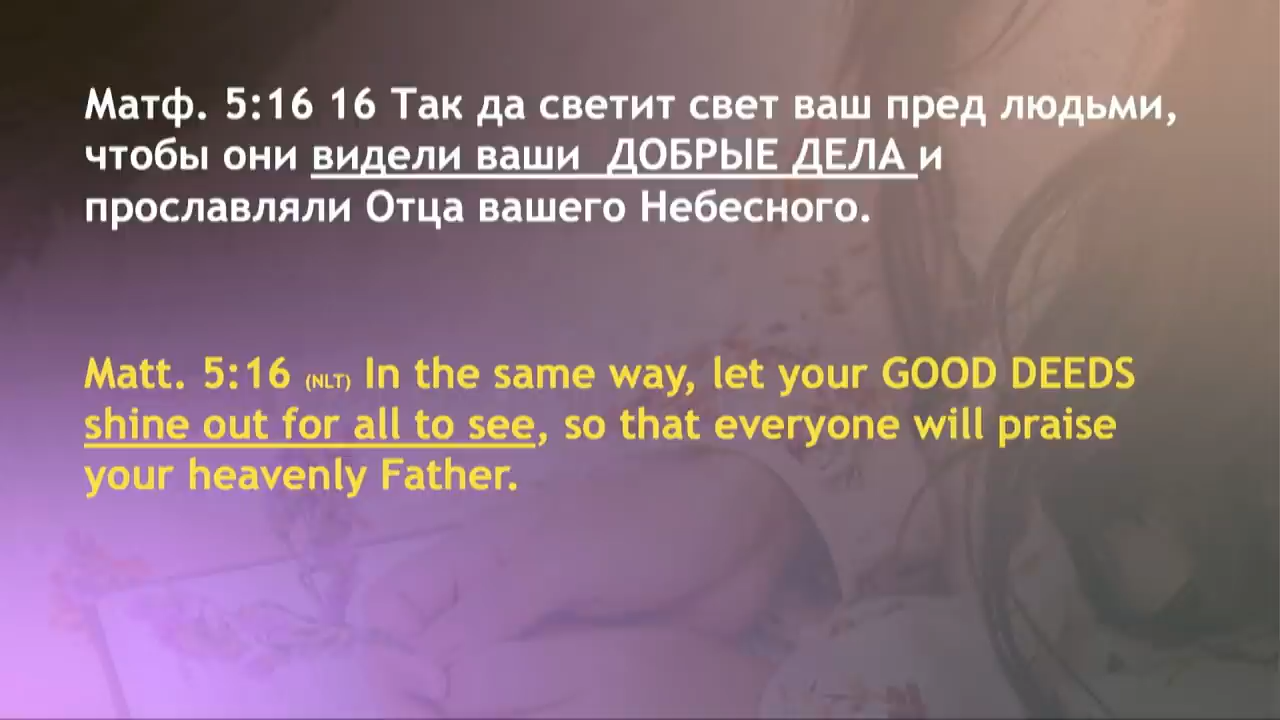 Матф. 5:16 16 Так да светит свет ваш пред людьми,
чтобы они видели ваши  ДОБРЫЕ ДЕЛА и
прославляли Отца вашего Небесного.
Matt. 5:16 (NLT) In the same way, let your GOOD DEEDS
shine out for all to see, so that everyone will praise
your heavenly Father.